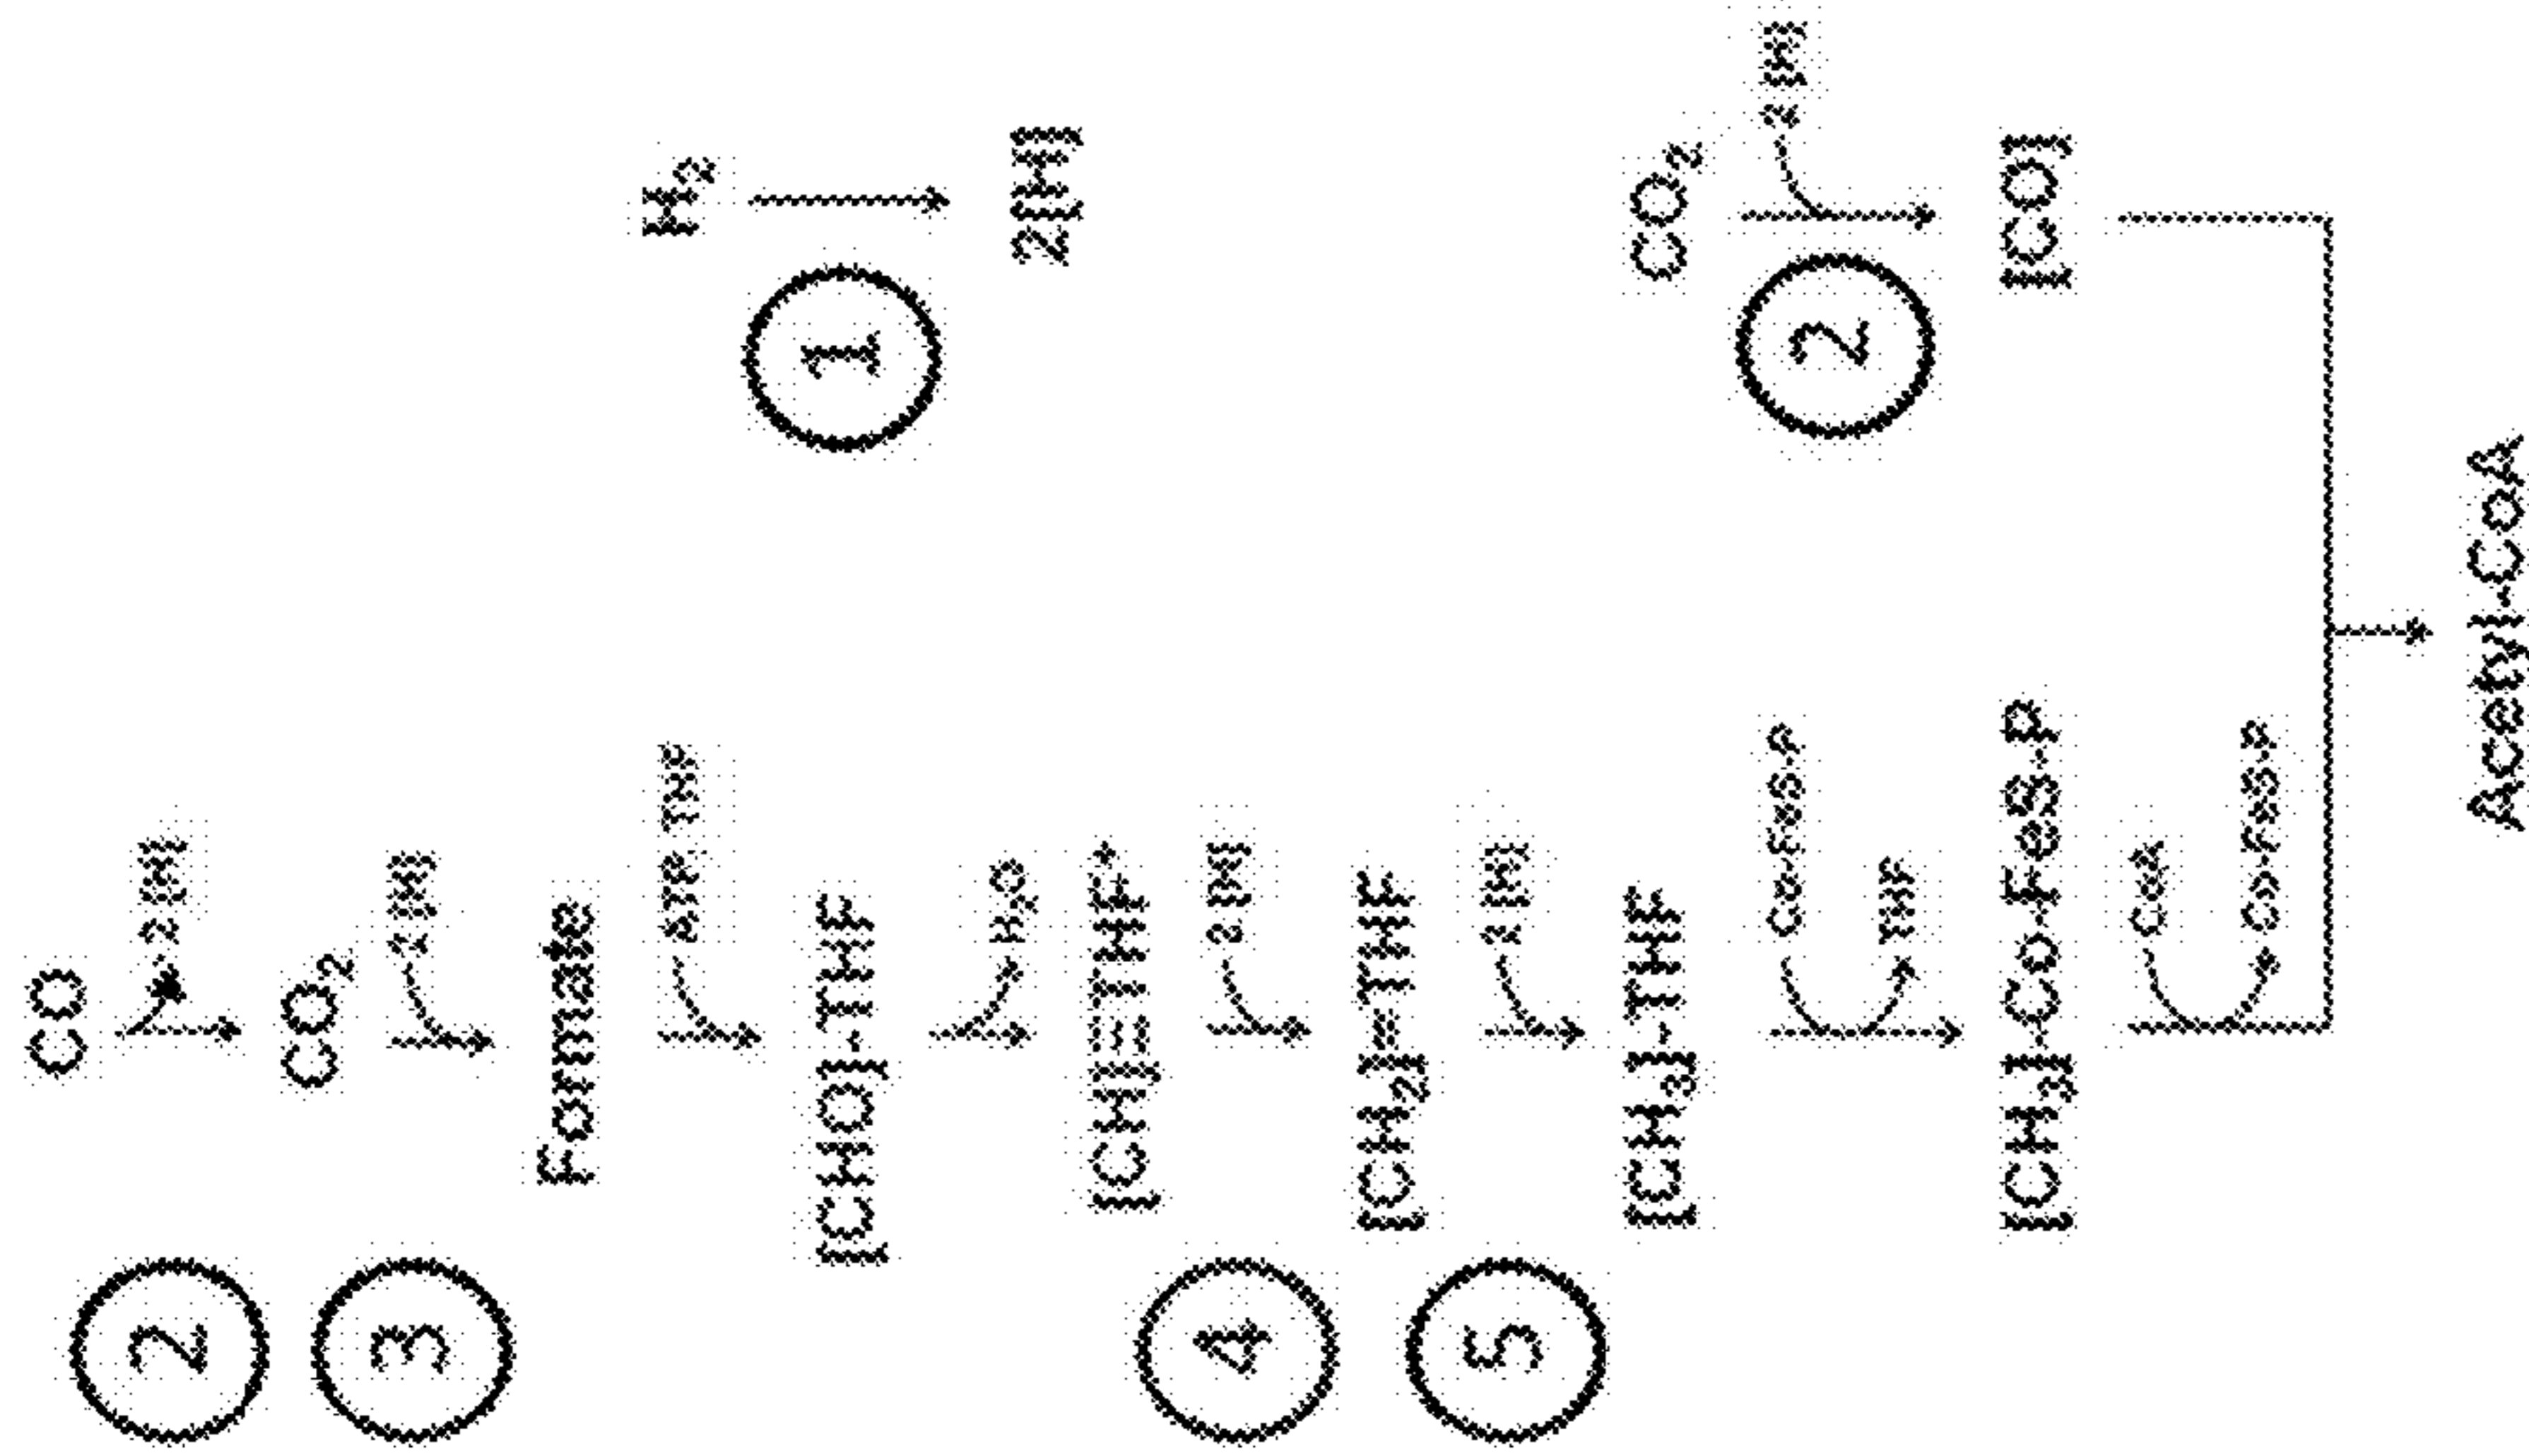 CO
2 [H]
2
CO₂
2 [H]
3
Formate
ATP, THF
[CHO]-THF
H₂O
[CH]=THF⁺
2 [H]
4
[CH₂]=THF
2 [H]
5
[CH₃]-THF
Co-FeS-P
THF
[CH₃]-Co-FeS-P
CoA
Co-FeS-P
H₂
1
2[H]
CO₂
2 [H]
2
[CO]
Acetyl-CoA